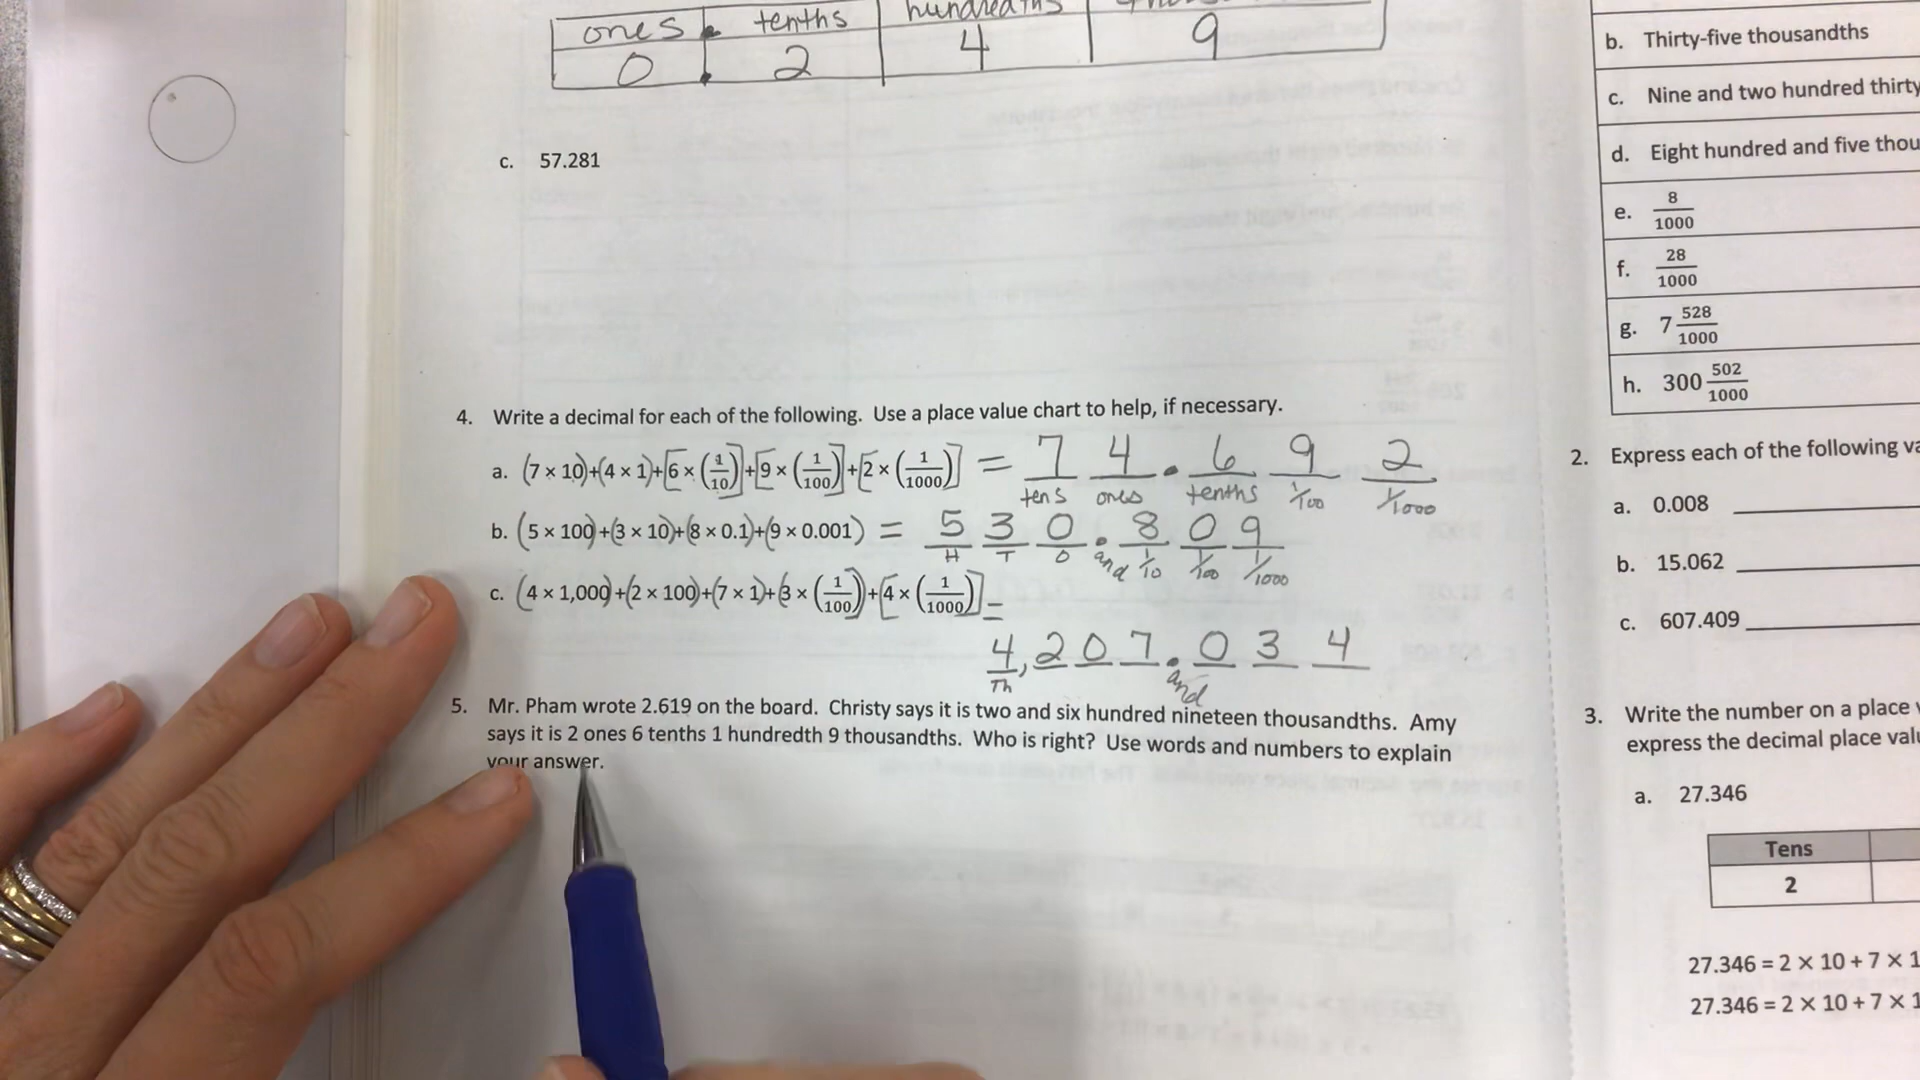 ones . tenths hundredths
0 . 2 4 9
c. 57.281
4. Write a decimal for each of the following. Use a place value chart to help, if necessary.
a. (7 × 10)+(4 × 1)+[6 × (1/10)]+[9 × (1/100)]+[2 × (1/1000)] = 7 4 . 6 9 2
tens ones tenths 1/100 1/1000
b. (5 × 100)+(3 × 10)+(8 × 0.1)+(9 × 0.001) = 5 3 0 . 8 0 9
H T O and 1/10 1/100 1/1000
c. (4 × 1,000)+(2 × 100)+(7 × 1)+(3 × (1/100))+[4 × (1/1000)] =
4,207.034
Th and
5. Mr. Pham wrote 2.619 on the board. Christy says it is two and six hundred nineteen thousandths. Amy
says it is 2 ones 6 tenths 1 hundredth 9 thousandths. Who is right? Use words and numbers to explain
your answer.
b. Thirty-five thousandths
c. Nine and two hundred thirty
d. Eight hundred and five thou
e. 8/1000
f. 28/1000
g. 7 528/1000
h. 300 502/1000
2. Express each of the following va
a. 0.008
b. 15.062
c. 607.409
3. Write the number on a place
express the decimal place valu
a. 27.346
Tens
2
27.346 = 2 × 10 + 7 × 1
27.346 = 2 × 10 + 7 × 1